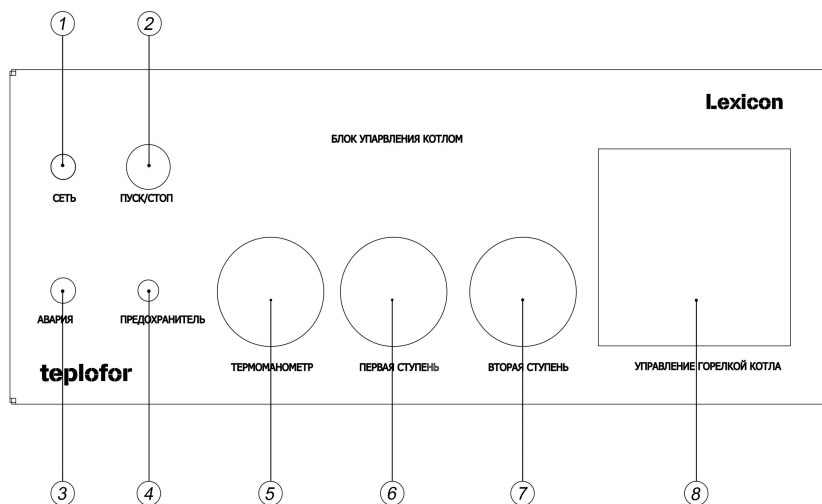 1 2
Lexicon
БЛОК УПАРВЛЕНИЯ КОТЛОМ
СЕТЬ ПУСК/СТОП
АВАРИЯ ПРЕДОХРАНИТЕЛЬ
teplofor
ТЕРМОМАНОМЕТР ПЕРВАЯ СТУПЕНЬ ВТОРАЯ СТУПЕНЬ УПРАВЛЕНИЕ ГОРЕЛКОЙ КОТЛА
3 4 5 6 7 8